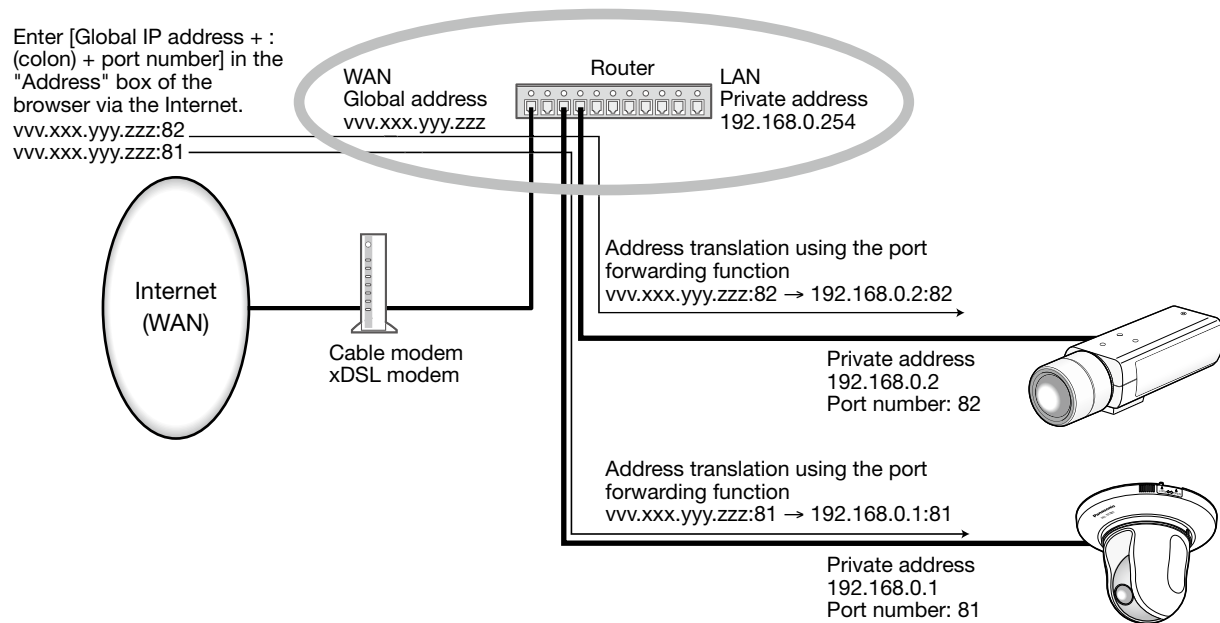 Enter [Global IP address + :
(colon) + port number] in the
"Address" box of the
browser via the Internet.
vvv.xxx.yyy.zzz:82
vvv.xxx.yyy.zzz:81
WAN
Global address
vvv.xxx.yyy.zzz
Router
LAN
Private address
192.168.0.254
Internet
(WAN)
Cable modem
xDSL modem
Address translation using the port
forwarding function
vvv.xxx.yyy.zzz:82 → 192.168.0.2:82
Private address
192.168.0.2
Port number: 82
Address translation using the port
forwarding function
vvv.xxx.yyy.zzz:81 → 192.168.0.1:81
Private address
192.168.0.1
Port number: 81
Panasonic